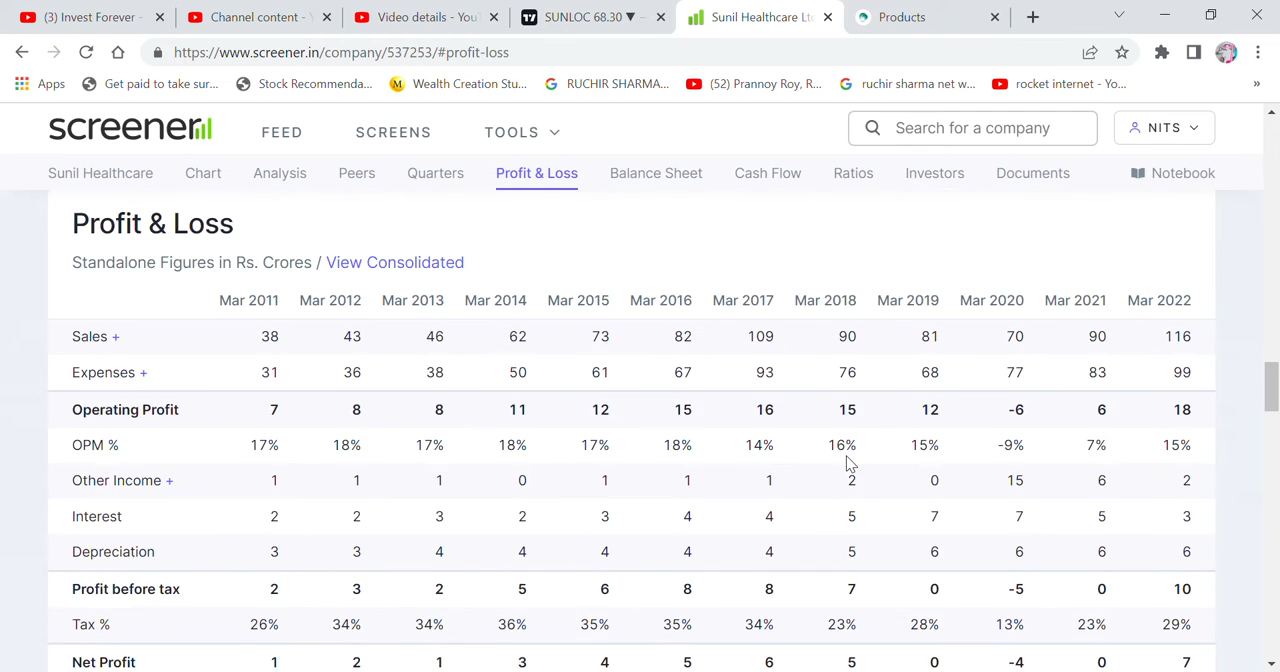 (3) Invest Forever -
Channel content -
Video details - YouT
SUNLOC 68.30 ▼
Sunil Healthcare Ltd
Products
https://www.screener.in/company/537253/#profit-loss
Apps
Get paid to take sur...
Stock Recommenda...
Wealth Creation Stu...
RUCHIR SHARMA...
(52) Prannoy Roy, R...
ruchir sharma net w...
rocket internet - Yo...
»
screener
FEED
SCREENS
TOOLS
Search for a company
NITS
Sunil Healthcare
Chart
Analysis
Peers
Quarters
Profit & Loss
Balance Sheet
Cash Flow
Ratios
Investors
Documents
Notebook
Profit & Loss
Standalone Figures in Rs. Crores / View Consolidated
Mar 2011 Mar 2012 Mar 2013 Mar 2014 Mar 2015 Mar 2016 Mar 2017 Mar 2018 Mar 2019 Mar 2020 Mar 2021 Mar 2022
Sales + 38 43 46 62 73 82 109 90 81 70 90 116
Expenses + 31 36 38 50 61 67 93 76 68 77 83 99
Operating Profit 7 8 8 11 12 15 16 15 12 -6 6 18
OPM % 17% 18% 17% 18% 17% 18% 14% 16% 15% -9% 7% 15%
Other Income + 1 1 1 0 1 1 1 2 0 15 6 2
Interest 2 2 3 2 3 4 4 5 7 7 5 3
Depreciation 3 3 4 4 4 4 4 5 6 6 6 6
Profit before tax 2 3 2 5 6 8 8 7 0 -5 0 10
Tax % 26% 34% 34% 36% 35% 35% 34% 23% 28% 13% 23% 29%
Net Profit 1 2 1 3 4 5 6 5 0 -4 0 7